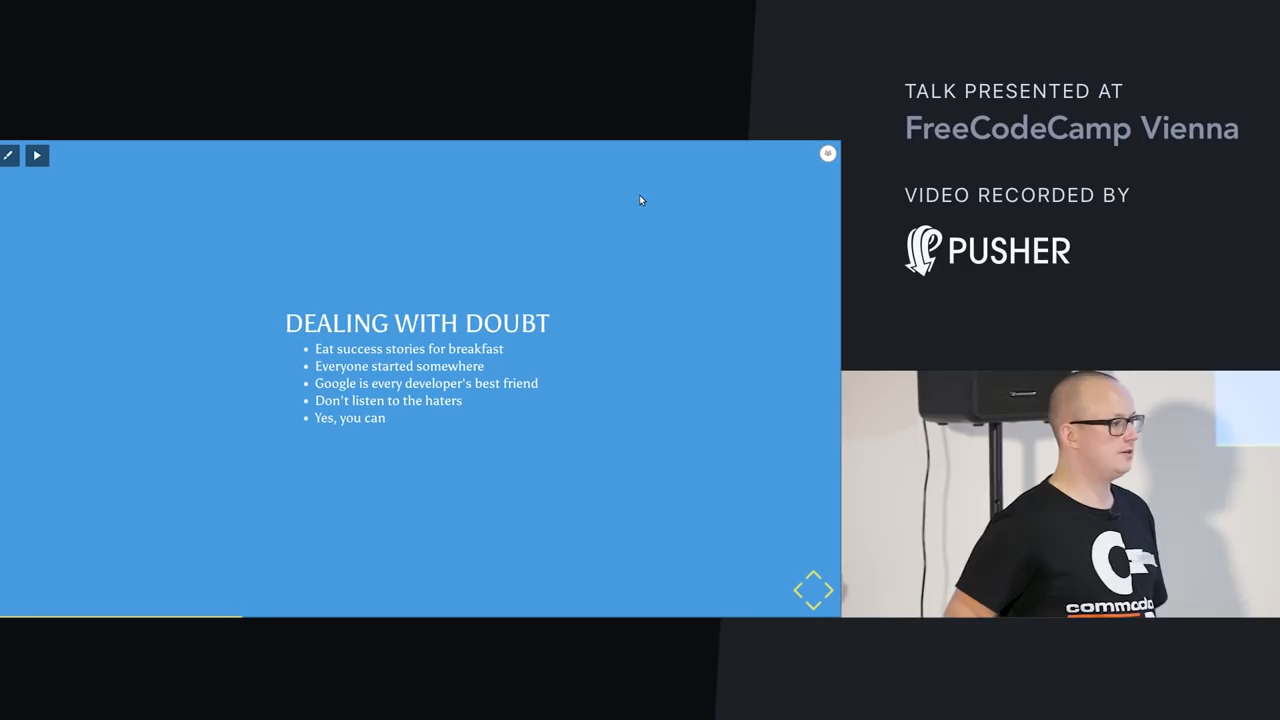 TALK PRESENTED AT
FreeCodeCamp Vienna
VIDEO RECORDED BY
PUSHER
DEALING WITH DOUBT
• Eat success stories for breakfast
• Everyone started somewhere
• Google is every developer's best friend
• Don't listen to the haters
• Yes, you can
commodo